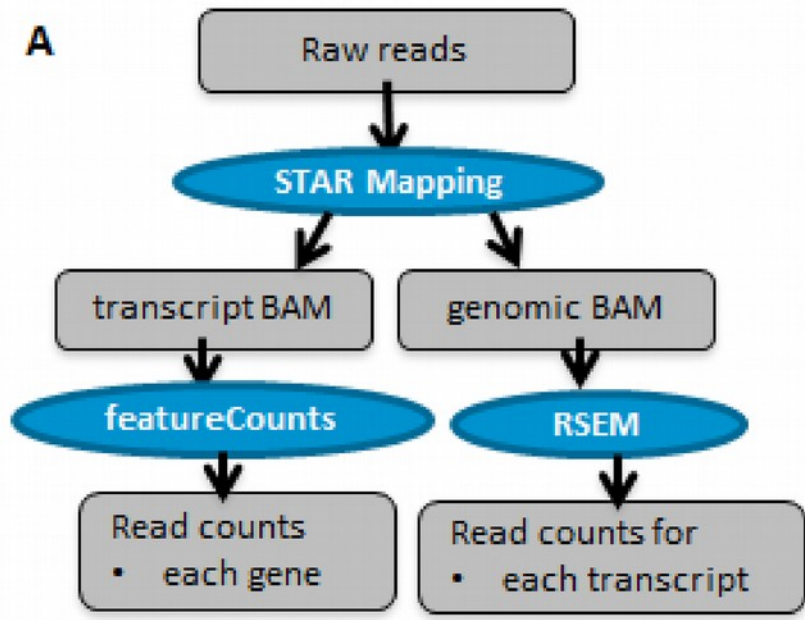 A
Raw reads
STAR Mapping
transcript BAM
genomic BAM
featureCounts
RSEM
Read counts
• each gene
Read counts for
• each transcript